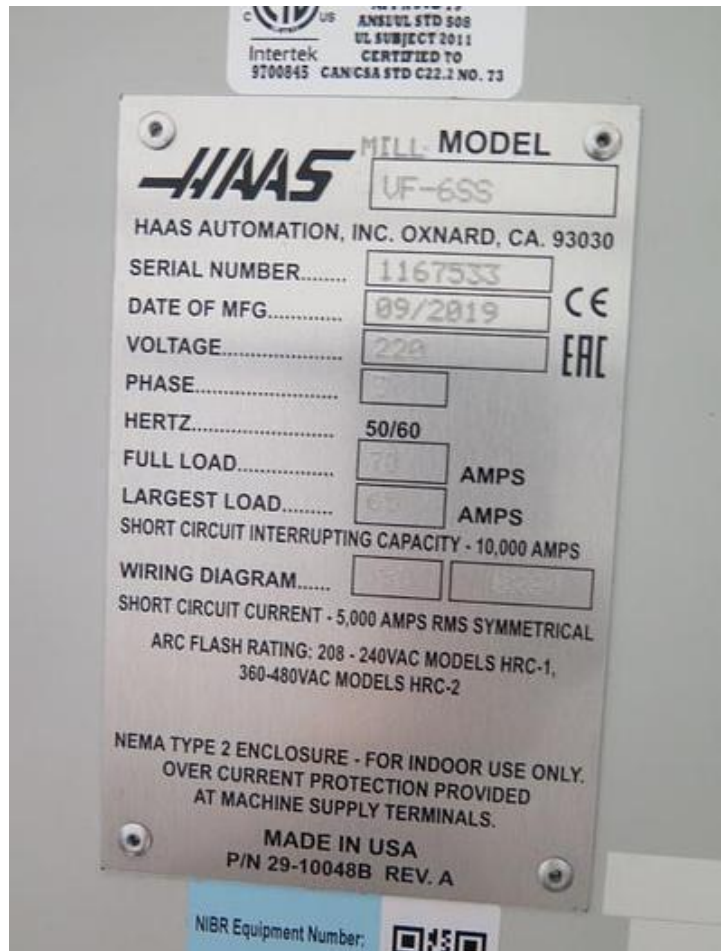 C US
ANSI/UL STD 508
UL SUBJECT 2011
Intertek CERTIFIED TO
9700845 CAN/CSA STD C22.2 NO. 73
HAAS MILL MODEL
VF-6SS
HAAS AUTOMATION, INC. OXNARD, CA. 93030
SERIAL NUMBER........ 1167533
DATE OF MFG............. 09/2019 CE
VOLTAGE..................... 220 EAC
PHASE.........................
HERTZ......................... 50/60
FULL LOAD................. 70 AMPS
LARGEST LOAD......... 65 AMPS
SHORT CIRCUIT INTERRUPTING CAPACITY - 10,000 AMPS
WIRING DIAGRAM......
SHORT CIRCUIT CURRENT - 5,000 AMPS RMS SYMMETRICAL
ARC FLASH RATING: 208 - 240VAC MODELS HRC-1,
360-480VAC MODELS HRC-2
NEMA TYPE 2 ENCLOSURE - FOR INDOOR USE ONLY.
OVER CURRENT PROTECTION PROVIDED
AT MACHINE SUPPLY TERMINALS.
MADE IN USA
P/N 29-10048B REV. A
NIBR Equipment Number: